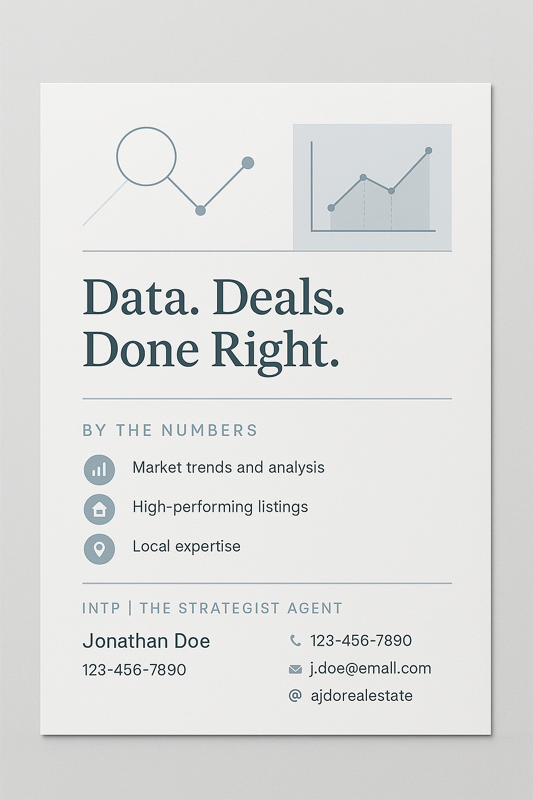 Data. Deals.
Done Right.
BY THE NUMBERS
Market trends and analysis
High-performing listings
Local expertise
INTP | THE STRATEGIST AGENT
Jonathan Doe
123-456-7890
123-456-7890
j.doe@emall.com
@ ajdorealestate